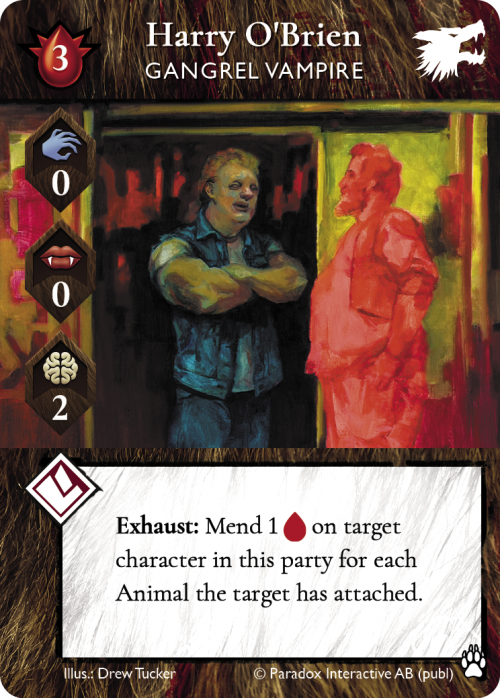 3
Harry O'Brien
GANGREL VAMPIRE
0
0
2
Exhaust: Mend 1 on target
character in this party for each
Animal the target has attached.
Illus.: Drew Tucker
© Paradox Interactive AB (publ)